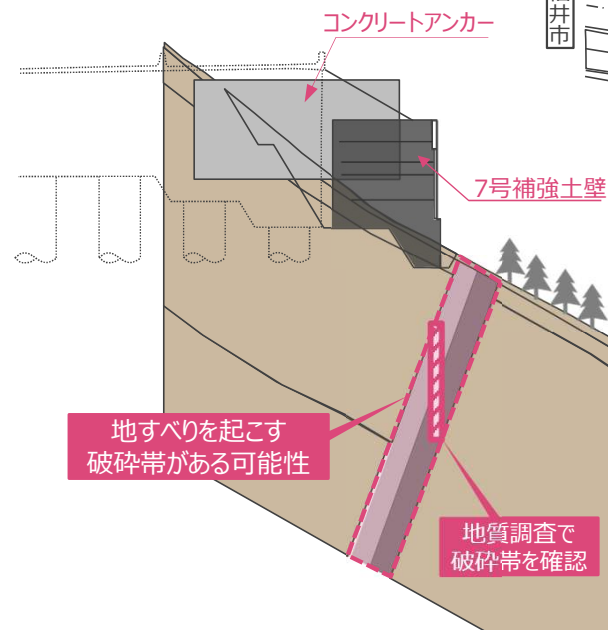 コンクリートアンカー
井市
7号補強土壁
地すべりを起こす
破砕帯がある可能性
地質調査で
破砕帯を確認